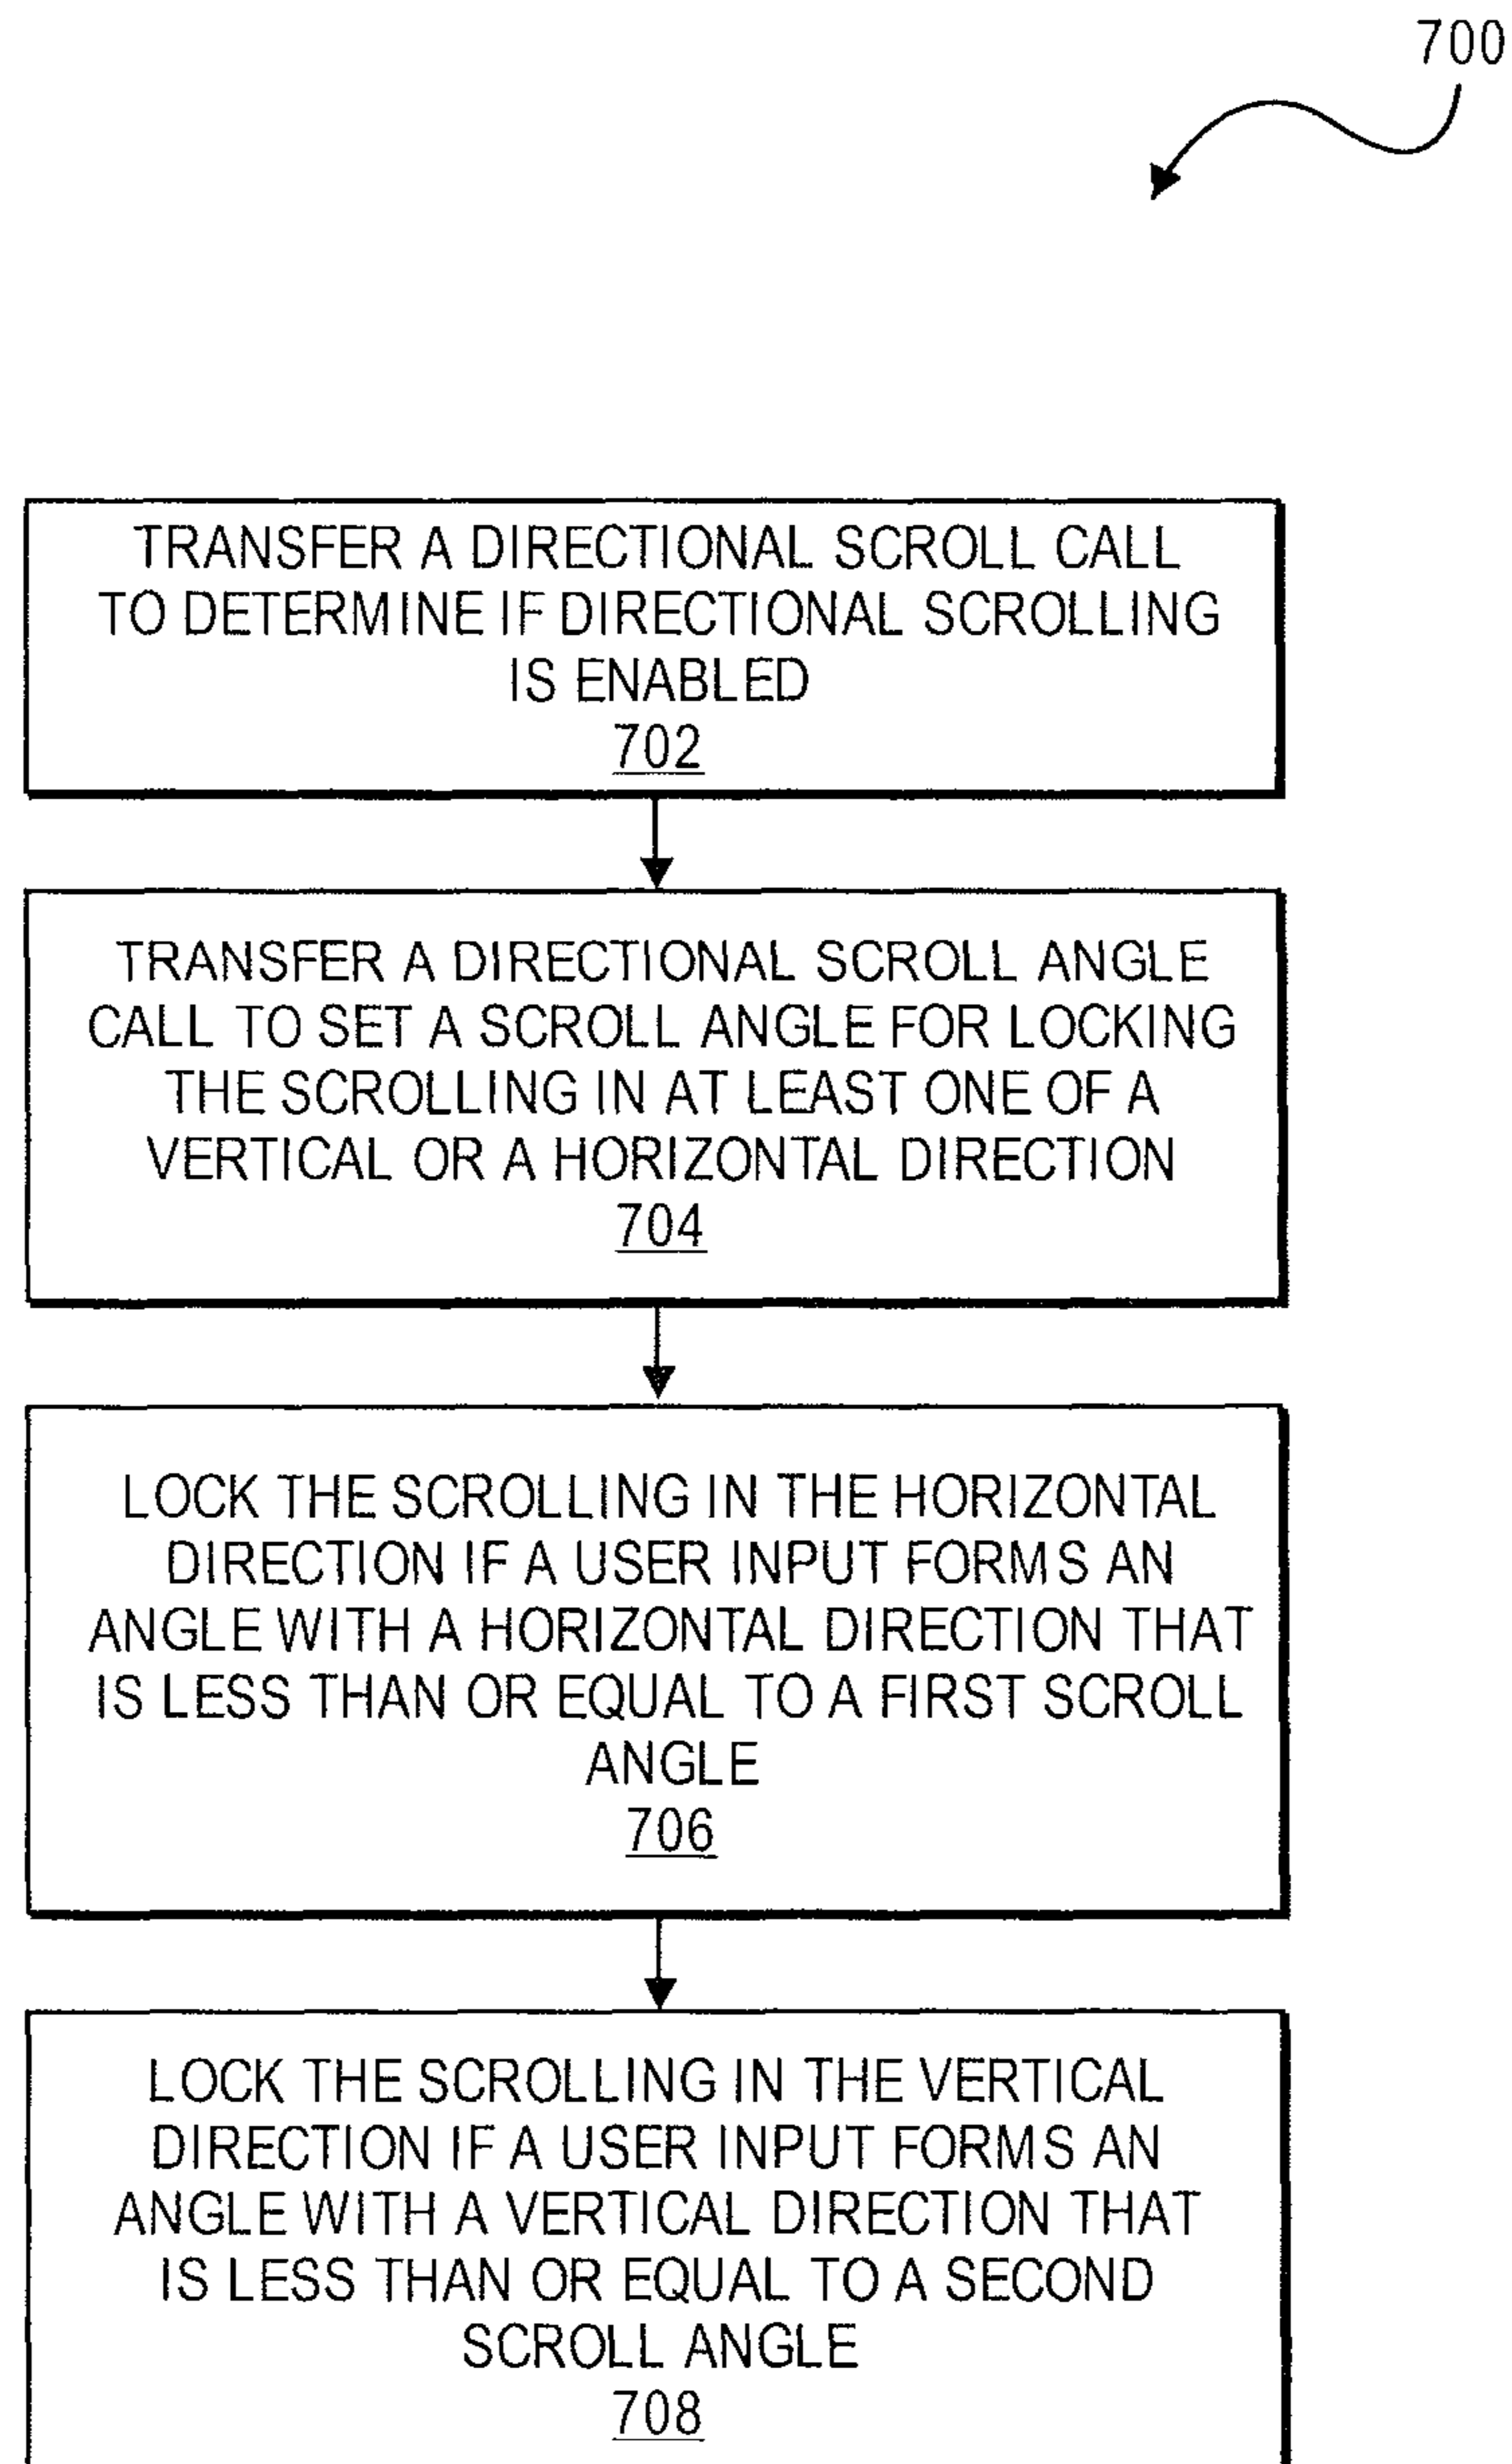 700
TRANSFER A DIRECTIONAL SCROLL CALL
TO DETERMINE IF DIRECTIONAL SCROLLING
IS ENABLED
702
TRANSFER A DIRECTIONAL SCROLL ANGLE
CALL TO SET A SCROLL ANGLE FOR LOCKING
THE SCROLLING IN AT LEAST ONE OF A
VERTICAL OR A HORIZONTAL DIRECTION
704
LOCK THE SCROLLING IN THE HORIZONTAL
DIRECTION IF A USER INPUT FORMS AN
ANGLE WITH A HORIZONTAL DIRECTION THAT
IS LESS THAN OR EQUAL TO A FIRST SCROLL
ANGLE
706
LOCK THE SCROLLING IN THE VERTICAL
DIRECTION IF A USER INPUT FORMS AN
ANGLE WITH A VERTICAL DIRECTION THAT
IS LESS THAN OR EQUAL TO A SECOND
SCROLL ANGLE
708